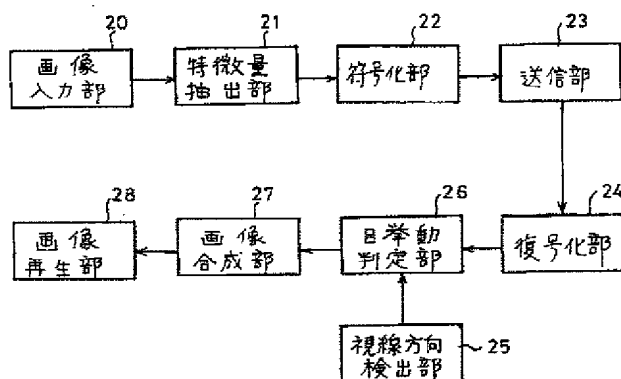 20
画像
入力部
21
特徴量
抽出部
22
符号化部
23
送信部
28
画像
再生部
27
画像
合成部
26
目挙動
判定部
24
復号化部
視線方向
検出部
25